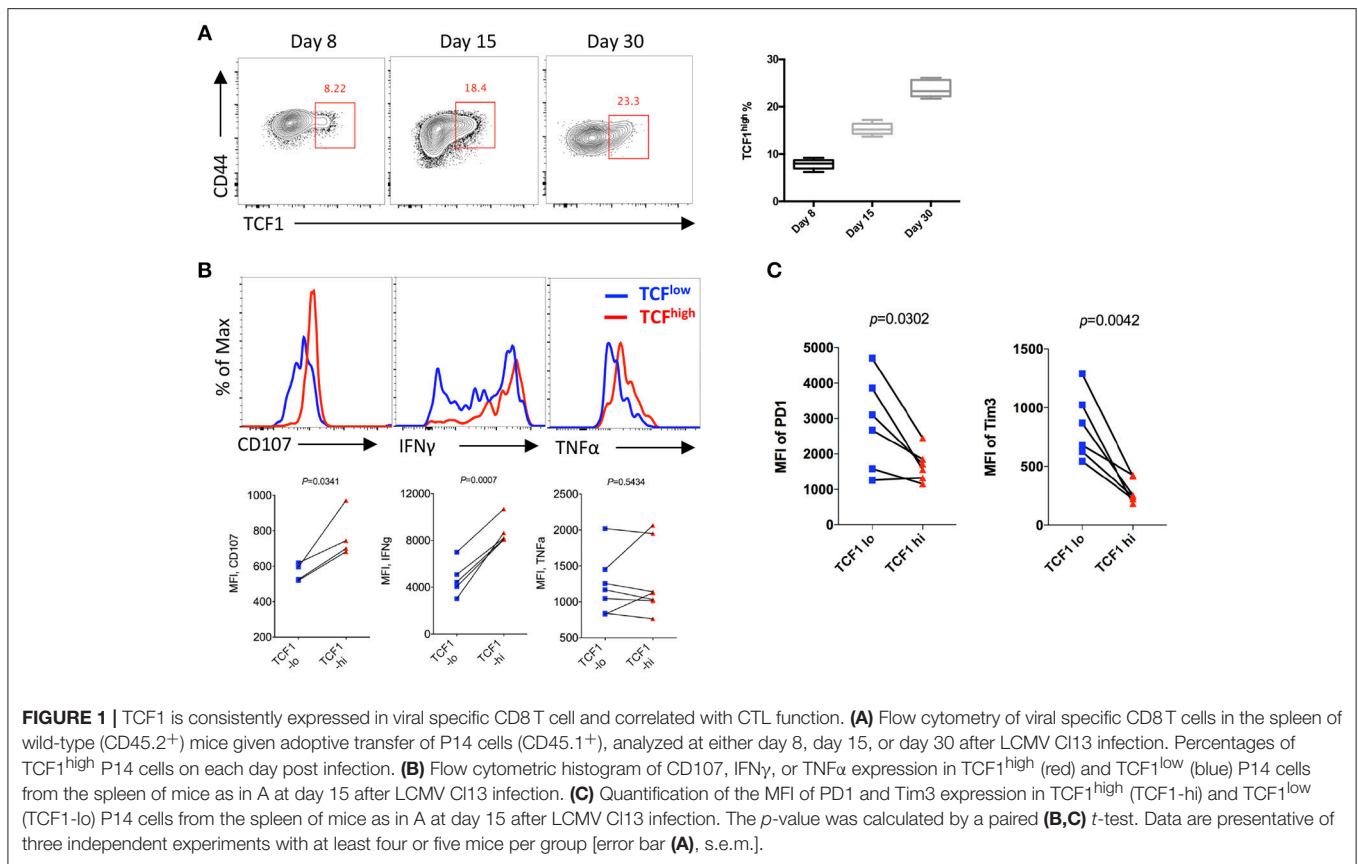 A
Day 8
Day 15
Day 30
8.22
18.4
23.3
CD44
TCF1
TCF1high %
30
20
10
0
Day 8
Day 15
Day 30
B
TCFlow
TCFhigh
% of Max
CD107
IFNγ
TNFα
P=0.0341
MFI, CD107
1000
800
600
400
200
TCF1
-lo
TCF1
-hi
P=0.0007
MFI, IFNg
12000
8000
4000
0
TCF1
-lo
TCF1
-hi
P=0.5434
MFI, TNFa
2500
2000
1500
1000
500
TCF1
-lo
TCF1
-hi
C
p=0.0302
MFI of PD1
5000
4000
3000
2000
1000
0
TCF1 lo
TCF1 hi
p=0.0042
MFI of Tim3
1500
1000
500
0
TCF1 lo
TCF1 hi
FIGURE 1 | TCF1 is consistently expressed in viral specific CD8 T cell and correlated with CTL function. (A) Flow cytometry of viral specific CD8 T cells in the spleen of
wild-type (CD45.2+) mice given adoptive transfer of P14 cells (CD45.1+), analyzed at either day 8, day 15, or day 30 after LCMV Cl13 infection. Percentages of
TCF1high P14 cells on each day post infection. (B) Flow cytometric histogram of CD107, IFNγ, or TNFα expression in TCF1high (red) and TCF1low (blue) P14 cells
from the spleen of mice as in A at day 15 after LCMV Cl13 infection. (C) Quantification of the MFI of PD1 and Tim3 expression in TCF1high (TCF1-hi) and TCF1low
(TCF1-lo) P14 cells from the spleen of mice as in A at day 15 after LCMV Cl13 infection. The p-value was calculated by a paired (B,C) t-test. Data are presentative of
three independent experiments with at least four or five mice per group [error bar (A), s.e.m.].